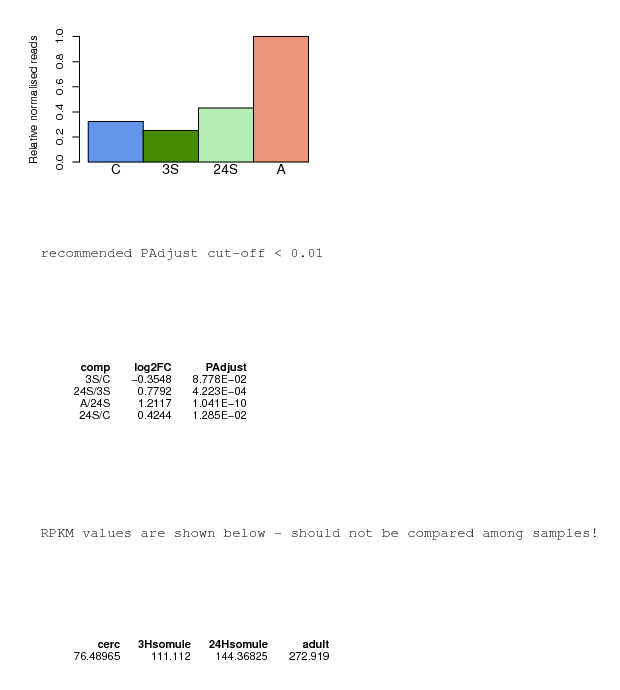 Relative normalised reads
1.0
0.8
0.6
0.4
0.2
0.0
C 3S 24S A
recommended PAdjust cut-off < 0.01
comp log2FC PAdjust
3S/C −0.3548 8.778E−02
24S/3S 0.7792 4.223E−04
A/24S 1.2117 1.041E−10
24S/C 0.4244 1.285E−02
RPKM values are shown below - should not be compared among samples!
cerc 3Hsomule 24Hsomule adult
76.48965 111.112 144.36825 272.919